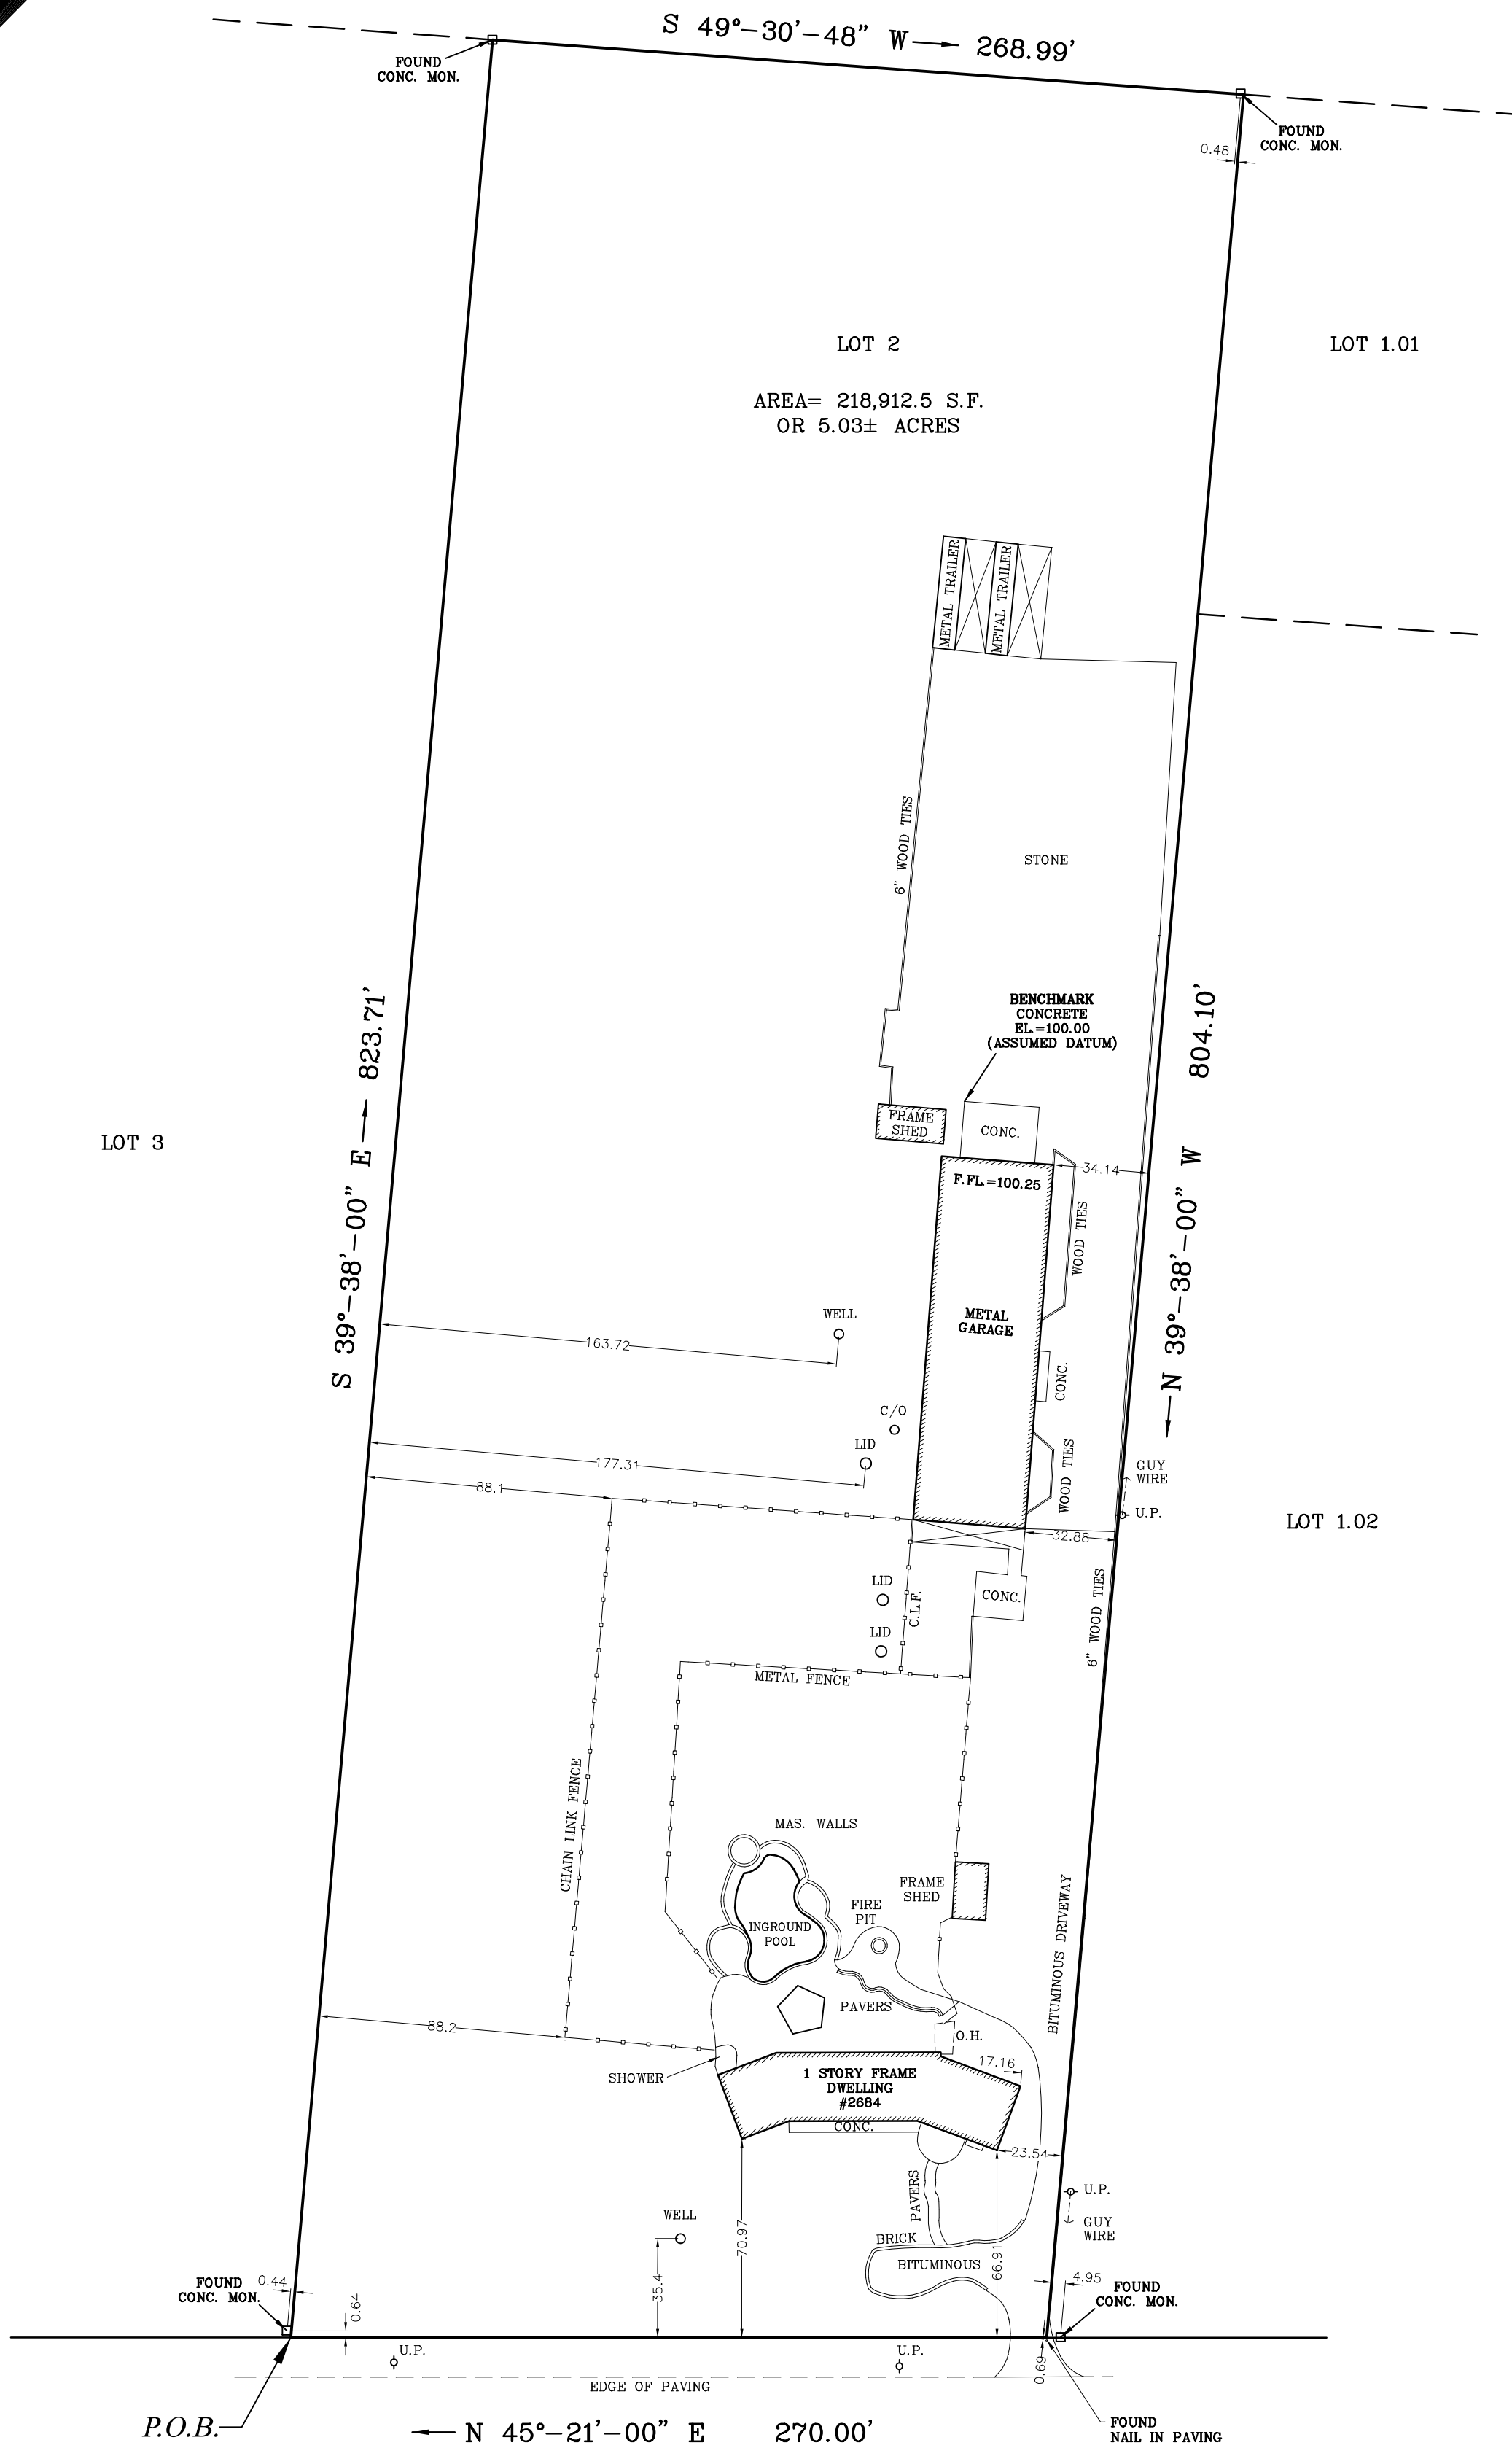 S 49°-30'-48" W 268.99'
FOUND
CONC. MON.
FOUND
CONC. MON.
0.48
LOT 2
LOT 1.01
AREA= 218,912.5 S.F.
OR 5.03± ACRES
METAL TRAILER
METAL TRAILER
6" WOOD TIES
STONE
S 39°-38'-00" E 823.71'
N 39°-38'-00" W 804.10'
BENCHMARK
CONCRETE
EL.=100.00
(ASSUMED DATUM)
LOT 3
FRAME
SHED
CONC.
34.14
F.FL.=100.25
WOOD TIES
WELL
METAL
GARAGE
163.72
CONC.
C/O
LID
WOOD TIES
177.31
88.1
GUY
WIRE
U.P.
LOT 1.02
32.88
LID
C.L.F.
CONC.
6" WOOD TIES
LID
METAL FENCE
CHAIN LINK FENCE
MAS. WALLS
FRAME
SHED
FIRE
PIT
BITUMINOUS DRIVEWAY
INGROUND
POOL
PAVERS
88.2
O.H.
17.16
SHOWER
1 STORY FRAME
DWELLING
#2684
CONC.
23.54
PAVERS
U.P.
GUY
WIRE
WELL
70.97
BRICK
BITUMINOUS
66.91
35.4
FOUND
CONC. MON.
0.44
0.64
4.95
FOUND
CONC. MON.
U.P.
U.P.
0.69
EDGE OF PAVING
P.O.B.
N 45°-21'-00" E 270.00'
FOUND
NAIL IN PAVING